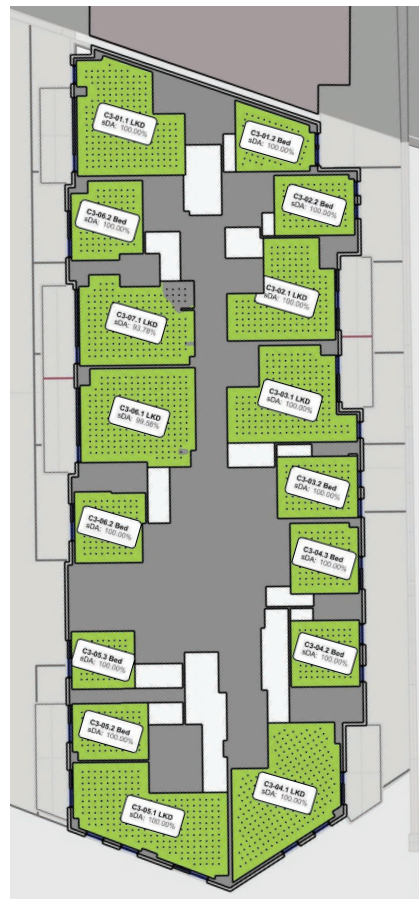 C3-01.1 LKD
sDA: 100.00%
C3-01.2 Bed
sDA: 100.00%
C3-06.2 Bed
sDA: 100.00%
C3-02.2 Bed
sDA: 100.00%
C3-07.1 LKD
sDA: 93.78%
C3-02.1 LKD
sDA: 100.00%
C3-06.1 LKD
sDA: 99.56%
C3-03.1 LKD
sDA: 100.00%
C3-03.2 Bed
sDA: 100.00%
C3-06.2 Bed
sDA: 100.00%
C3-04.3 Bed
sDA: 100.00%
C3-05.3 Bed
sDA: 100.00%
C3-04.2 Bed
sDA: 100.00%
C3-05.2 Bed
sDA: 100.00%
C3-05.1 LKD
sDA: 100.00%
C3-04.1 LKD
sDA: 100.00%